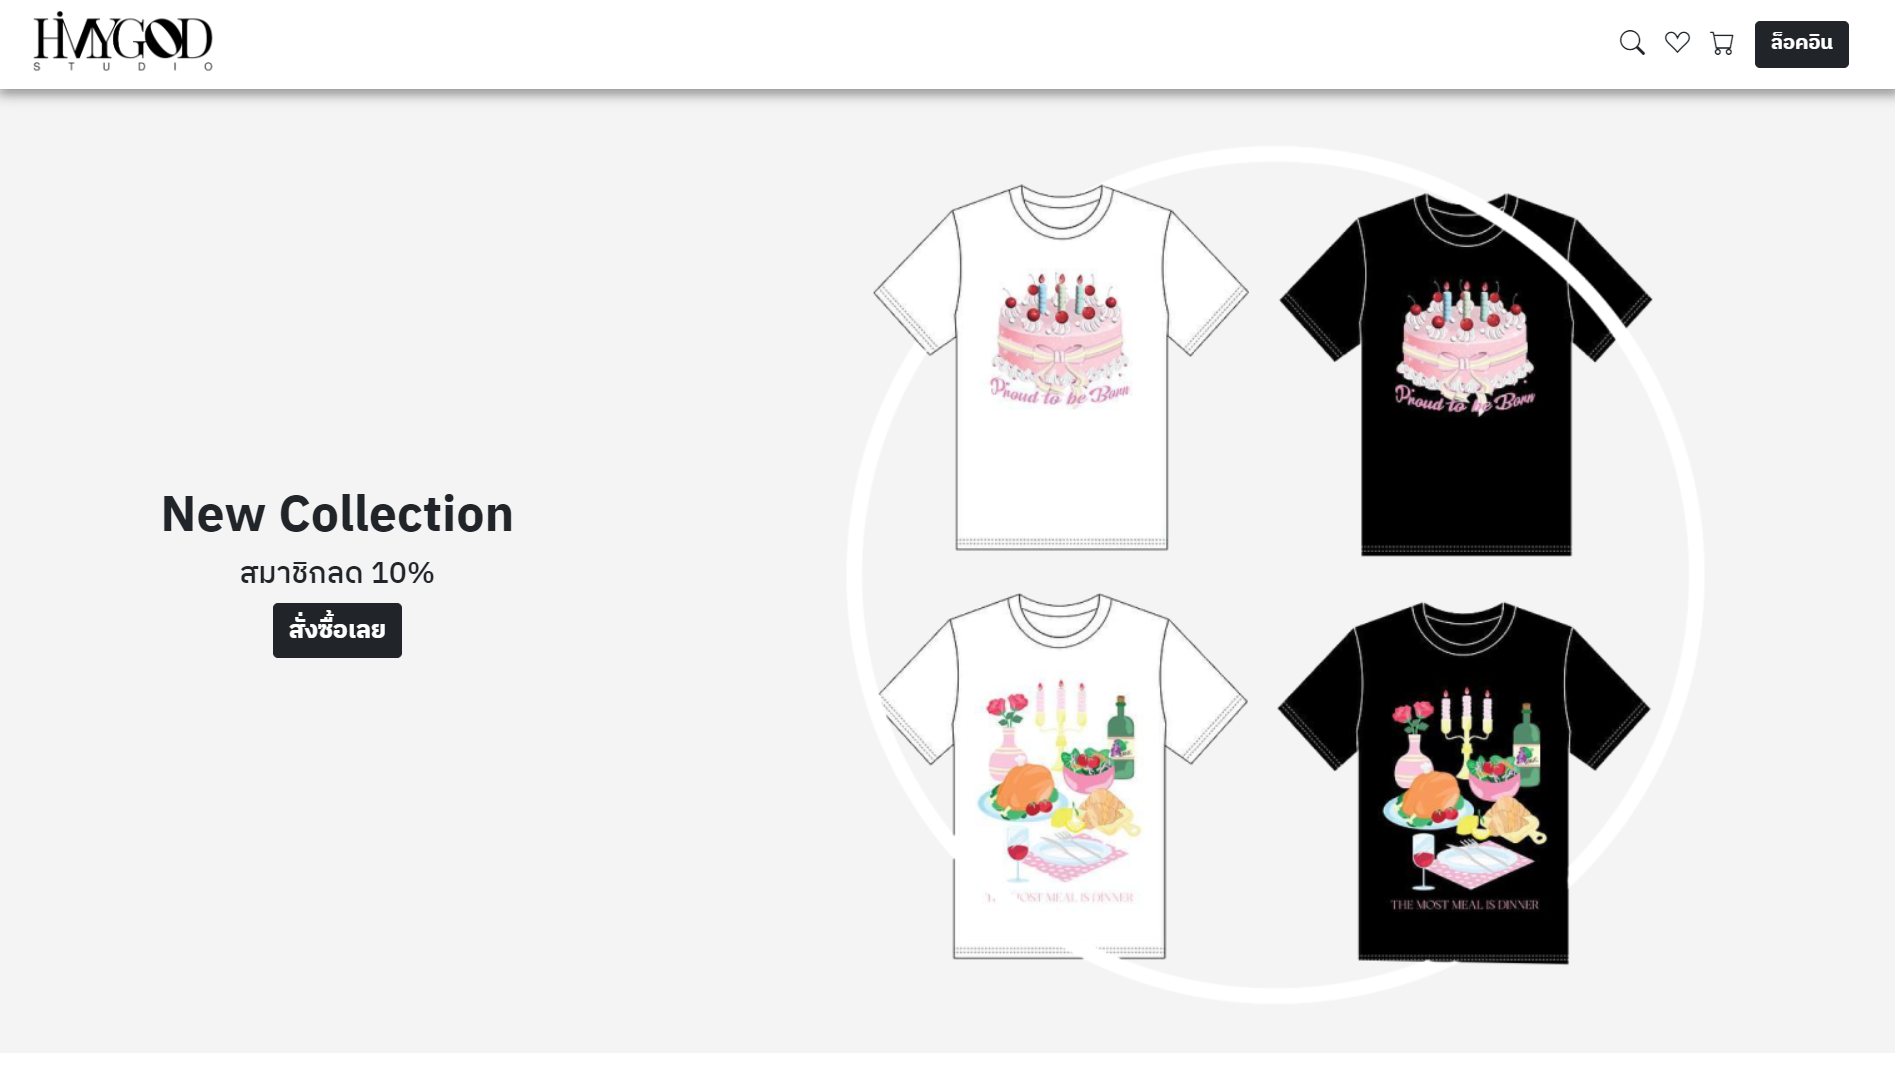 HIMYGOD
STUDIO
ล็อคอิน
New Collection
สมาชิกลด 10%
สั่งซื้อเลย
Proud to be Born
Proud to be Born
MOST MEAL IS DINNER
THE MOST MEAL IS DINNER